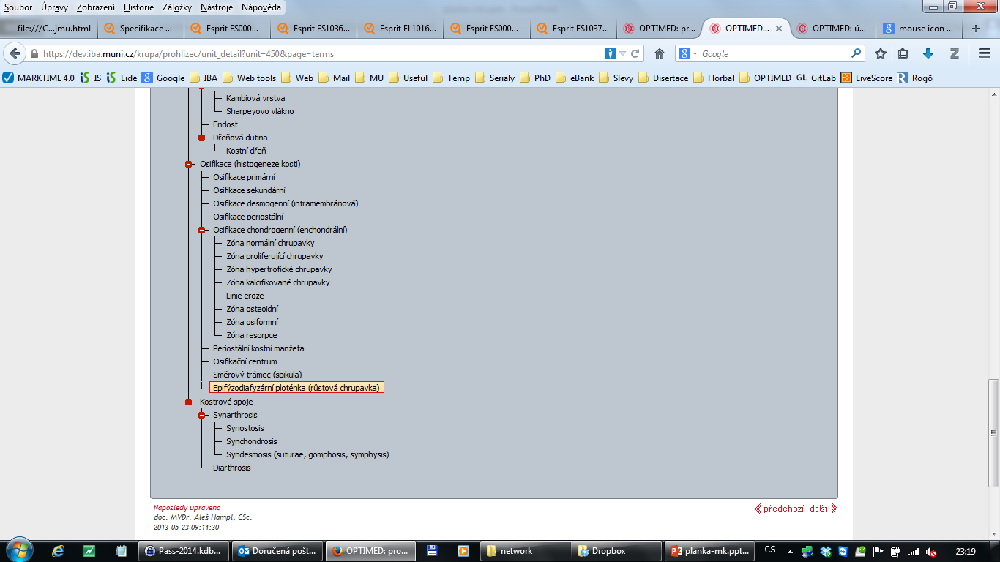 Soubor Úpravy Zobrazení Historie Záložky Nástroje Nápověda
file:///C...jmu.html Specifikace ... Esprit ES000... Esprit ES1036... Esprit EL1016... Esprit ES000... Esprit ES1037... OPTIMED: pr... OPTIMED... OPTIMED: ú... mouse icon ...
https://dev.iba.muni.cz/krupa/prohlizec/unit_detail?unit=450&page=terms Google
MARKTIME 4.0 IS Lidé Google IBA Web tools Web Mail MU Useful Temp Serialy PhD eBank Slevy Disertace Florbal OPTIMED GL GitLab LiveScore Rogō
Kambiová vrstva
Sharpeyovo vlákno
Endost
Dřeňová dutina
Kostní dřeň
Osifikace (histogeneze kosti)
Osifikace primární
Osifikace sekundární
Osifikace desmogenní (intramembránová)
Osifikace periostální
Osifikace chondrogenní (enchondrální)
Zóna normální chrupavky
Zóna proliferující chrupavky
Zóna hypertrofické chrupavky
Zóna kalcifikované chrupavky
Linie eroze
Zóna osteoidní
Zóna osiformní
Zóna resorpce
Periostální kostní manžeta
Osifikační centrum
Směrový trámec (spikula)
Epifýzodiafyzární ploténka (růstová chrupavka)
Kostrové spoje
Synarthrosis
Synostosis
Synchondrosis
Syndesmosis (suturae, gomphosis, symphysis)
Diarthrosis
Naposledy upraveno
doc. MVDr. Aleš Hampl, CSc.
2013-05-23 09:14:30
předchozí další
Pass-2014.kdb... Doručená pošt... OPTIMED: pro... network Dropbox planka-mk.ppt... CS 23:19